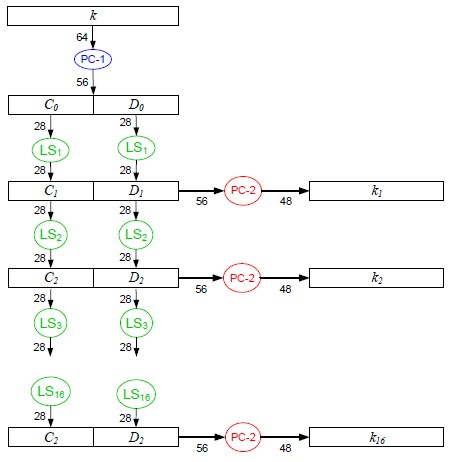 k
64
PC-1
56
C0 D0
28 28
LS1 LS1
28 28
C1 D1 56 PC-2 48 k1
28 28
LS2 LS2
28 28
C2 D2 56 PC-2 48 k2
28 28
LS3 LS3
28 28
LS16 LS16
28 28
C2 D2 56 PC-2 48 k16